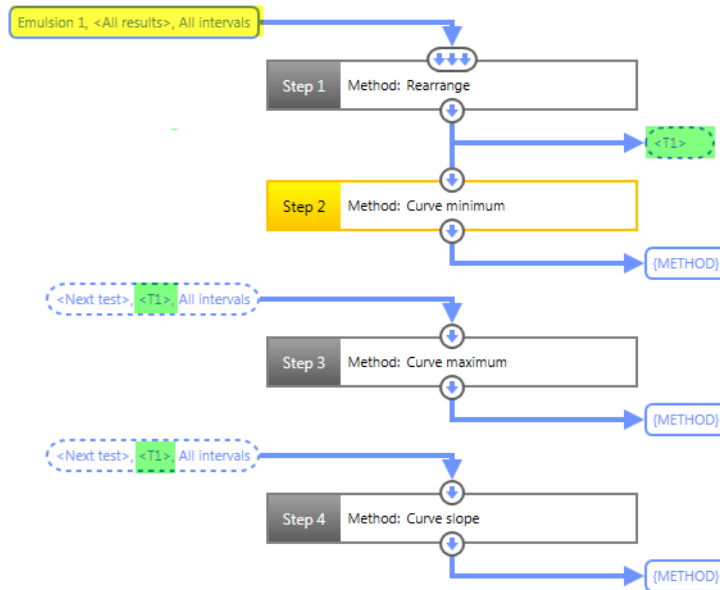 Emulsion 1, <All results>, All intervals
Step 1 Method: Rearrange
<T1>
Step 2 Method: Curve minimum
{METHOD}
<Next test>, <T1>, All intervals
Step 3 Method: Curve maximum
{METHOD}
<Next test>, <T1>, All intervals
Step 4 Method: Curve slope
{METHOD}